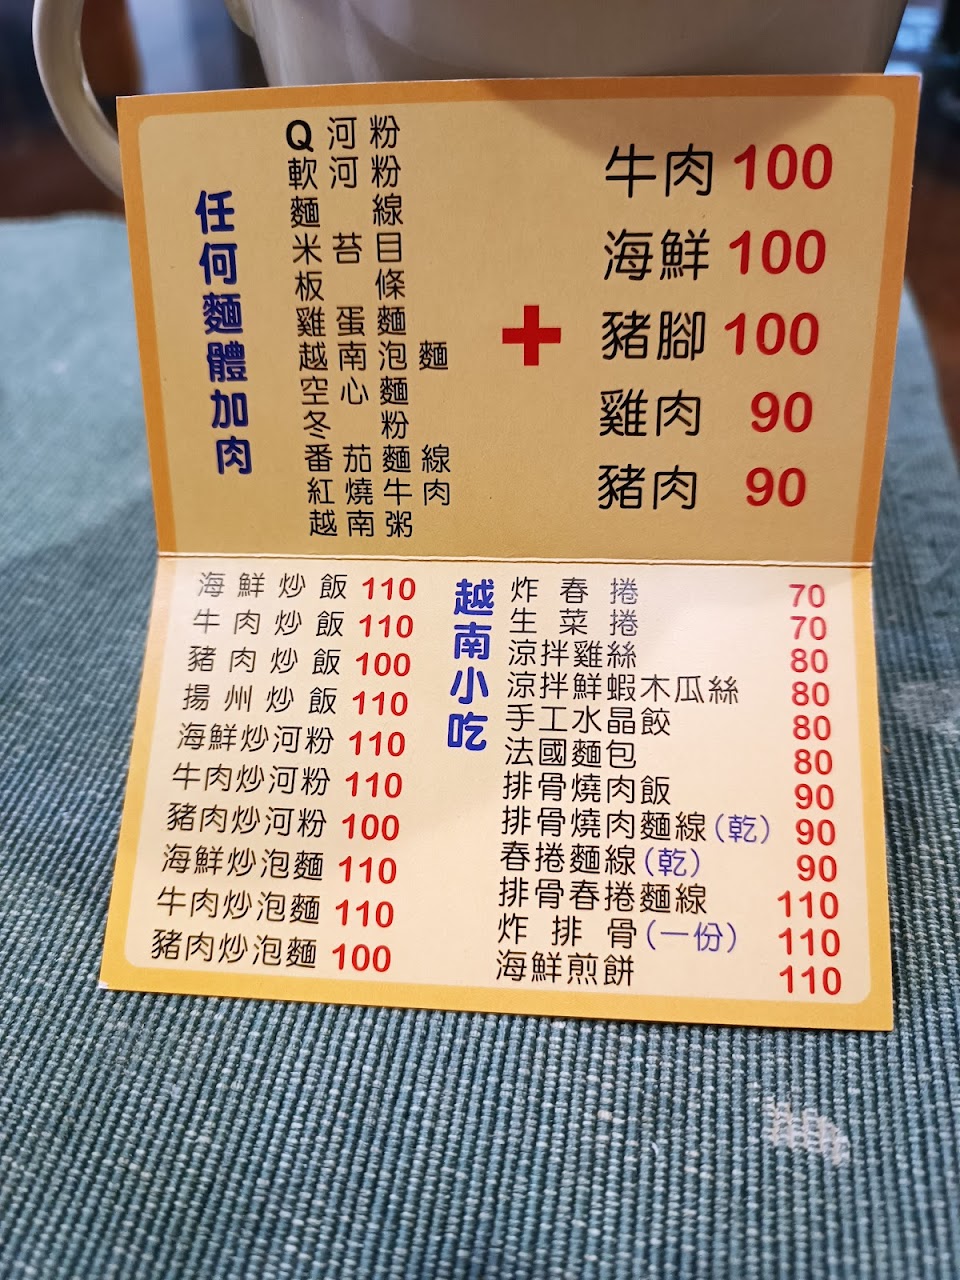 任何麵體加肉
Q河粉
軟河粉
麵線
米苔目
板條
雞蛋麵
越南泡麵
空心麵
冬粉
番茄麵線
紅燒牛肉
越南粥
+
牛肉 100
海鮮 100
豬腳 100
雞肉 90
豬肉 90
海鮮炒飯 110
牛肉炒飯 110
豬肉炒飯 100
揚州炒飯 110
海鮮炒河粉 110
牛肉炒河粉 110
豬肉炒河粉 100
海鮮炒泡麵 110
牛肉炒泡麵 110
豬肉炒泡麵 100
越南小吃
炸春捲 70
生菜捲 70
涼拌雞絲 80
涼拌鮮蝦木瓜絲 80
手工水晶餃 80
法國麵包 80
排骨燒肉飯 90
排骨燒肉麵線(乾) 90
春捲麵線(乾) 90
排骨春捲麵線 110
炸排骨(一份) 110
海鮮煎餅 110